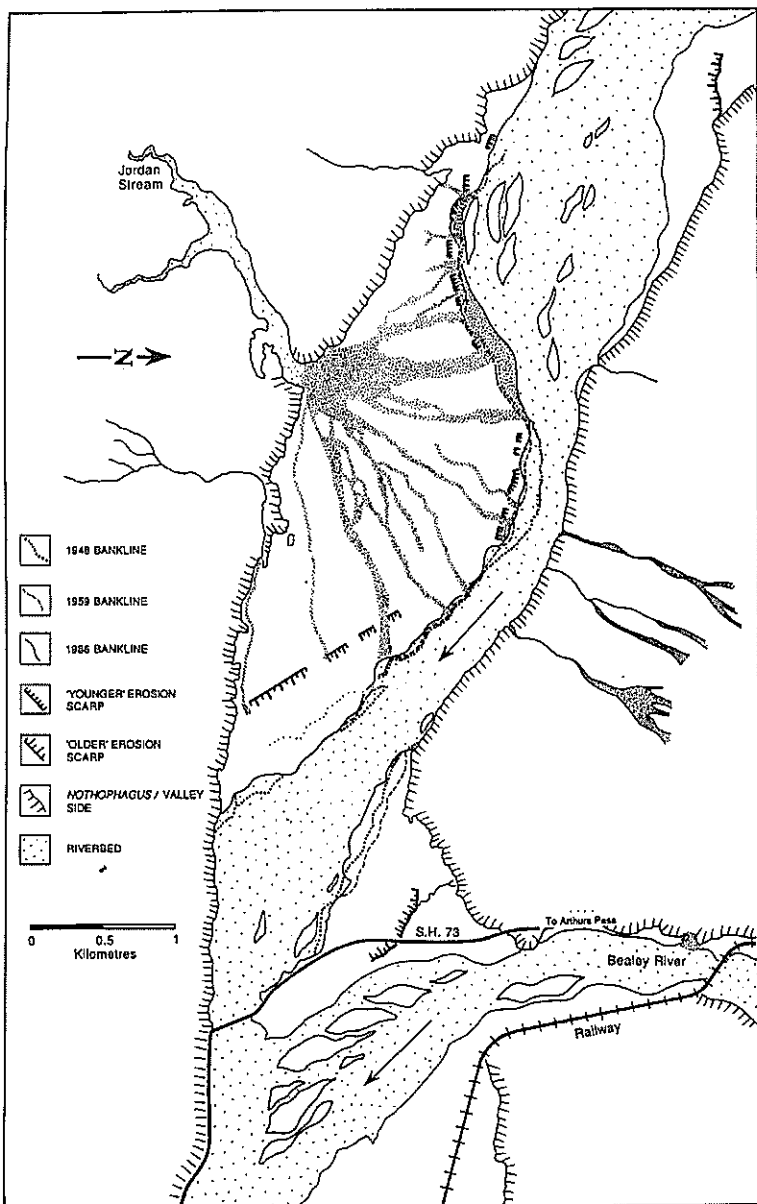 Jordan
Stream
N
1948 BANKLINE
1959 BANKLINE
1986 BANKLINE
'YOUNGER' EROSION
SCARP
'OLDER' EROSION
SCARP
NOTHOPHAGUS / VALLEY
SIDE
RIVERBED
0 0.5 1
Kilometres
S.H. 73
To Arthurs Pass
Bealey River
Railway